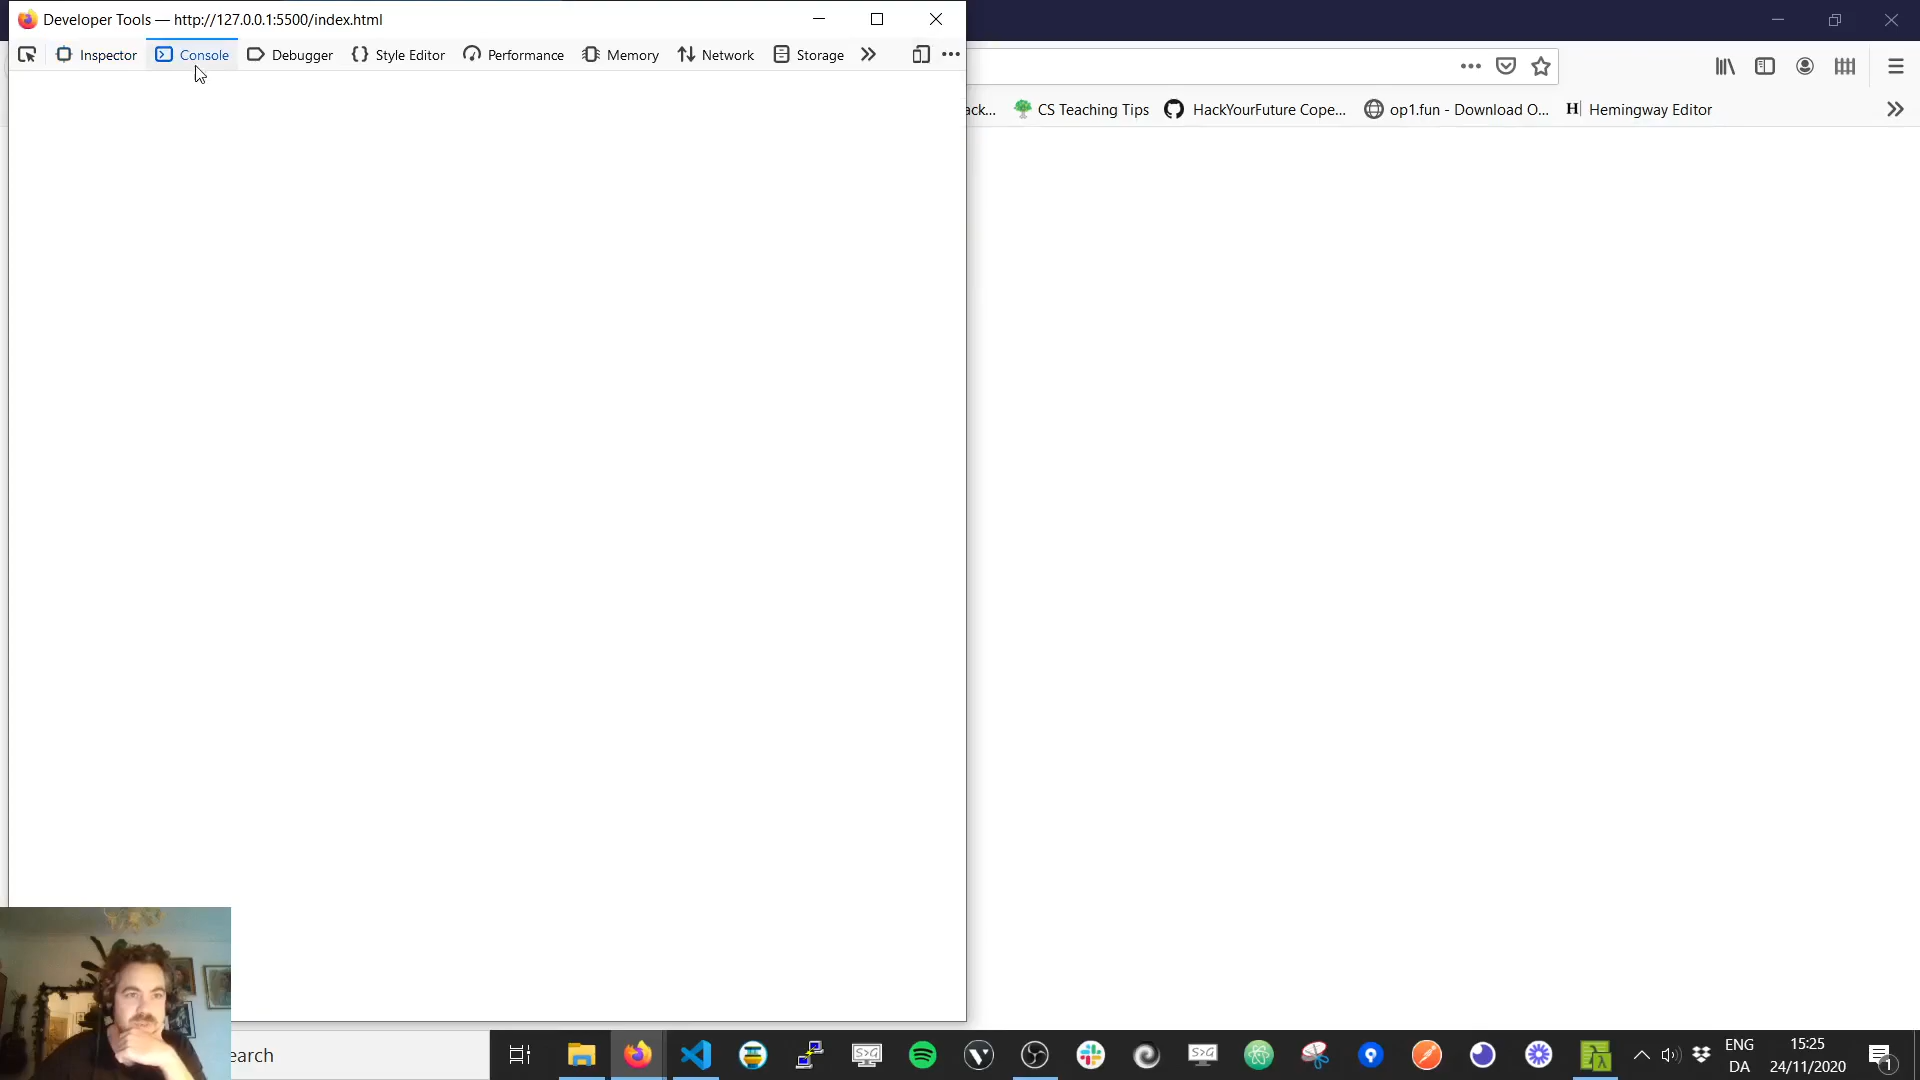 Developer Tools — http://127.0.0.1:5500/index.html
Inspector
Console
Debugger
Style Editor
Performance
Memory
Network
Storage
ack...
CS Teaching Tips
HackYourFuture Cope...
op1.fun - Download O...
H Hemingway Editor
earch
S>G
S>G
ENG
DA
15:25
24/11/2020
1